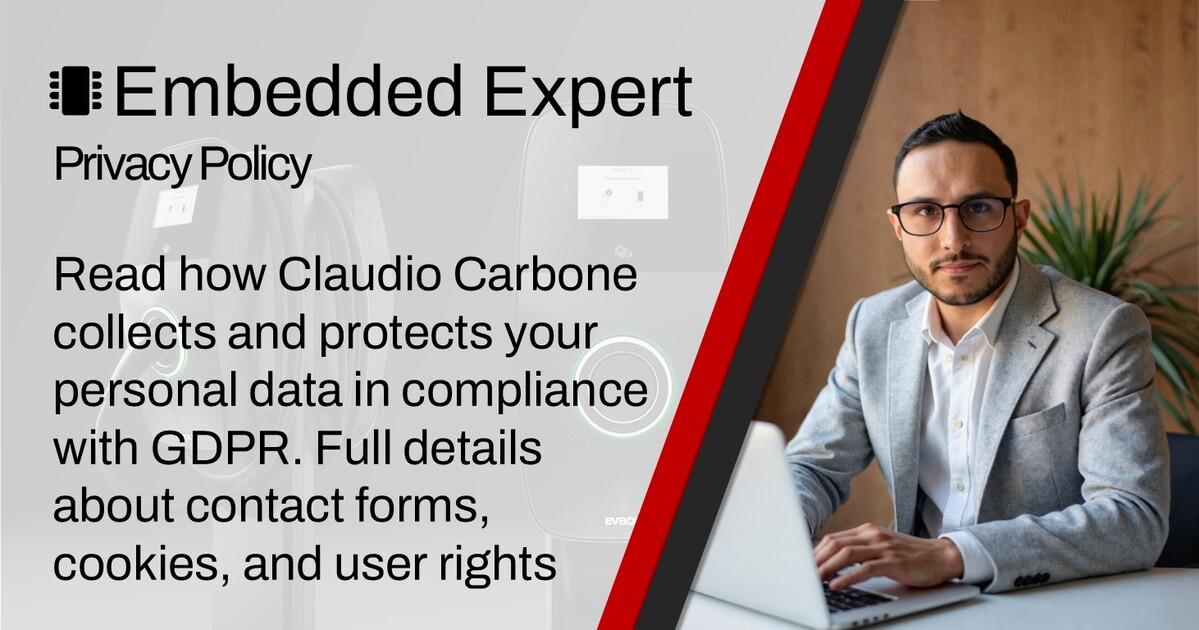 Embedded Expert
Privacy Policy
Read how Claudio Carbone
collects and protects your
personal data in compliance
with GDPR. Full details
about contact forms,
cookies, and user rights